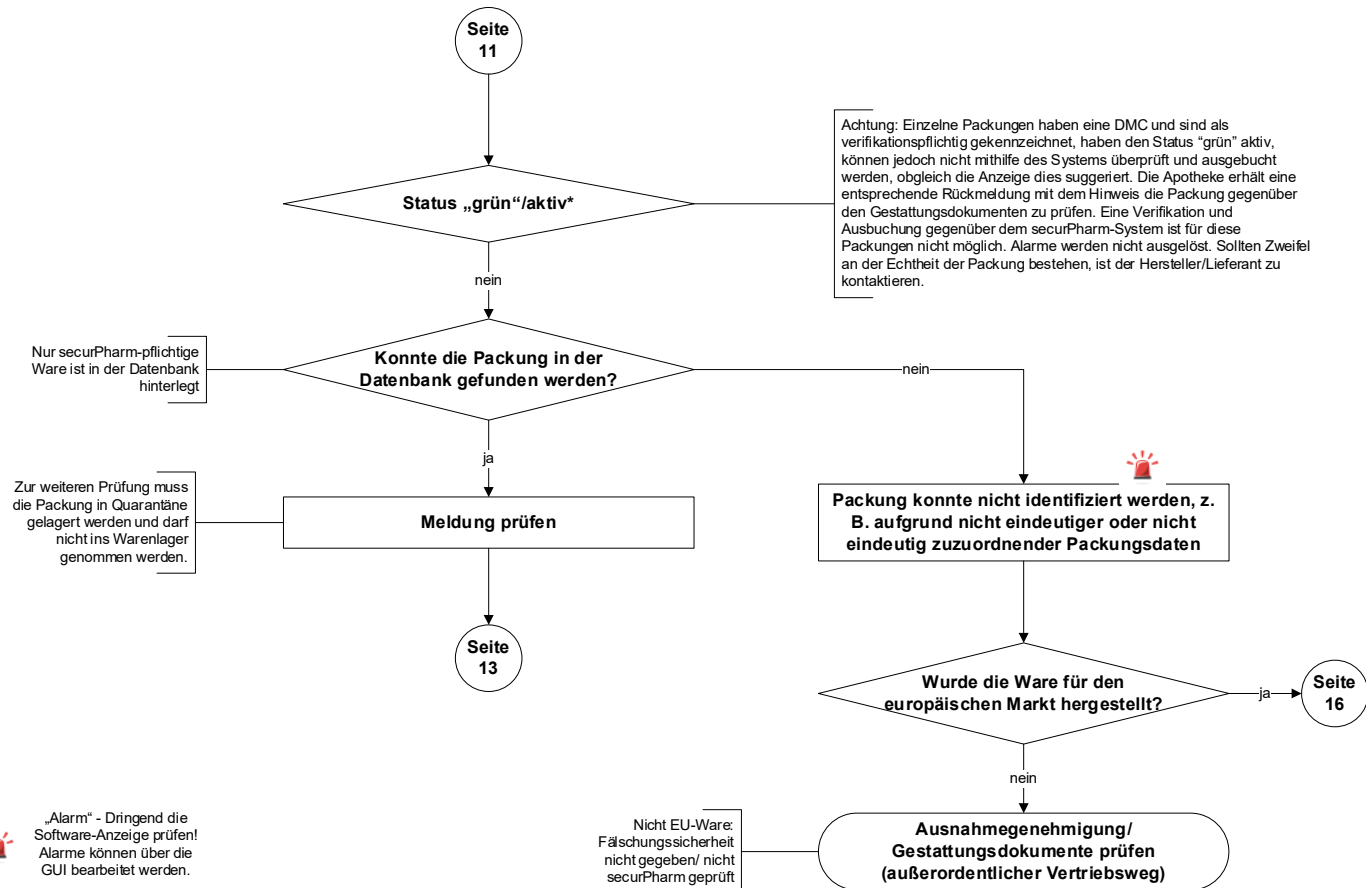 Seite
11
Achtung: Einzelne Packungen haben eine DMC und sind als
verifikationspflichtig gekennzeichnet, haben den Status “grün” aktiv,
können jedoch nicht mithilfe des Systems überprüft und ausgebucht
werden, obgleich die Anzeige dies suggeriert. Die Apotheke erhält eine
entsprechende Rückmeldung mit dem Hinweis die Packung gegenüber
den Gestattungsdokumenten zu prüfen. Eine Verifikation und
Ausbuchung gegenüber dem securPharm-System ist für diese
Packungen nicht möglich. Alarme werden nicht ausgelöst. Sollten Zweifel
an der Echtheit der Packung bestehen, ist der Hersteller/Lieferant zu
kontaktieren.
Status „grün“/aktiv*
nein
Nur securPharm-pflichtige
Ware ist in der Datenbank
hinterlegt
Konnte die Packung in der
Datenbank gefunden werden?
nein
ja
Zur weiteren Prüfung muss
die Packung in Quarantäne
gelagert werden und darf
nicht ins Warenlager
genommen werden.
Meldung prüfen
Packung konnte nicht identifiziert werden, z.
B. aufgrund nicht eindeutiger oder nicht
eindeutig zuzuordnender Packungsdaten
Seite
13
Wurde die Ware für den
europäischen Markt hergestellt?
ja
Seite
16
nein
„Alarm“ - Dringend die
Software-Anzeige prüfen!
Alarme können über die
GUI bearbeitet werden.
Nicht EU-Ware:
Fälschungssicherheit
nicht gegeben/ nicht
securPharm geprüft
Ausnahmegenehmigung/
Gestattungsdokumente prüfen
(außerordentlicher Vertriebsweg)